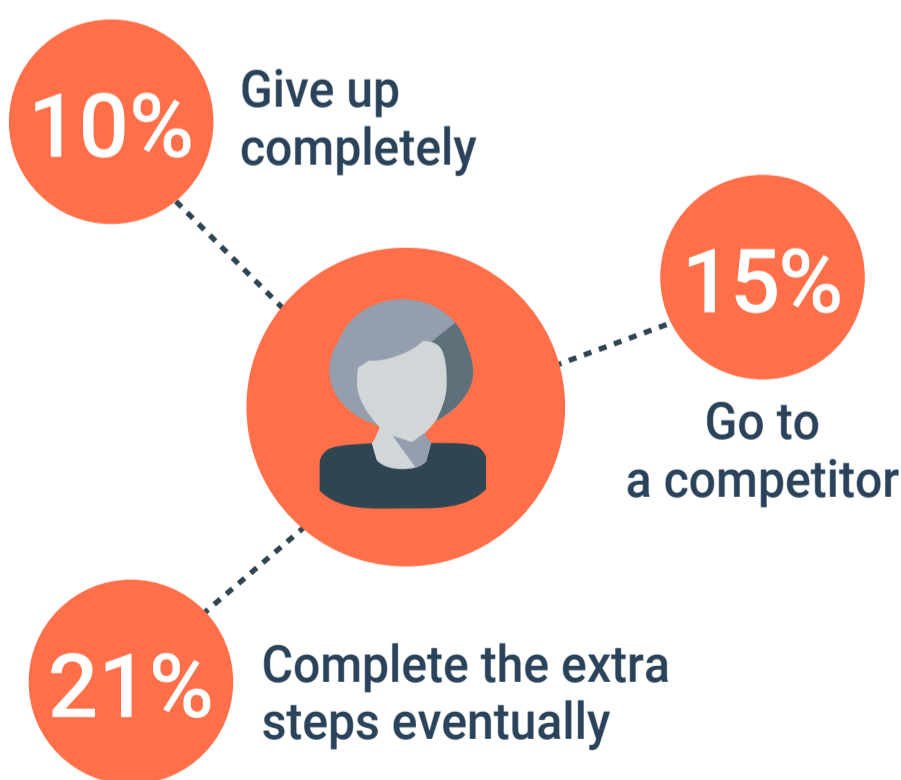 10%
Give up
completely
15%
Go to
a competitor
21%
Complete the extra
steps eventually